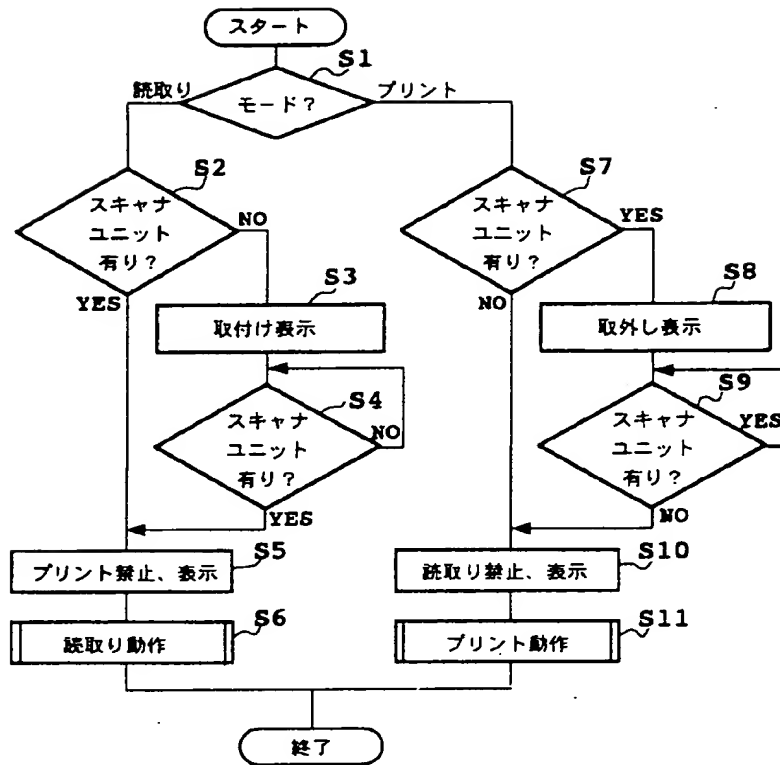 スタート
S1
読取り
モード?
プリント
S2
スキャナ
ユニット
有り?
NO
YES
S3
取付け表示
S4
スキャナ
ユニット
有り?
NO
YES
S5
プリント禁止、表示
S6
読取り動作
S7
スキャナ
ユニット
有り?
YES
NO
S8
取外し表示
S9
スキャナ
ユニット
有り?
YES
NO
S10
読取り禁止、表示
S11
プリント動作
終了